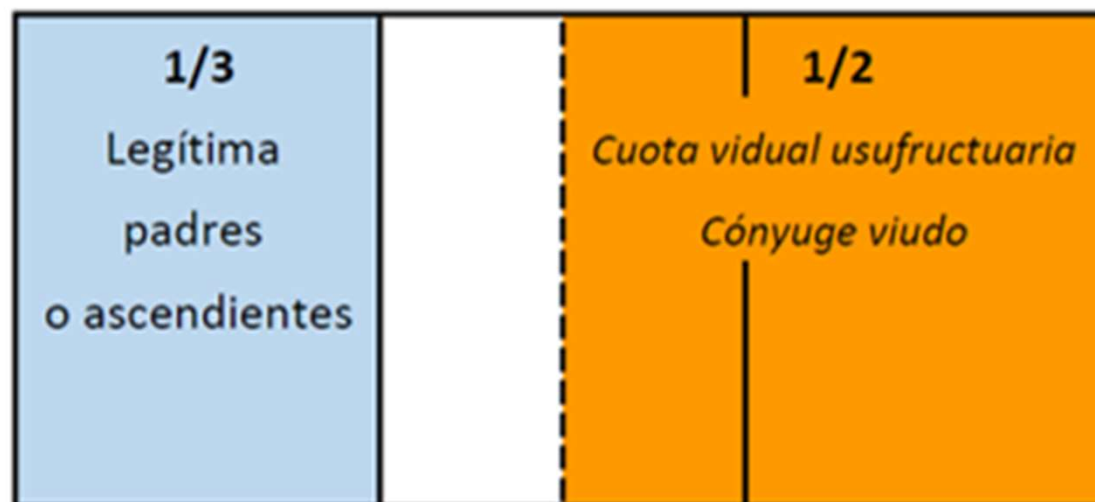 1/3
Legítima
padres
o ascendientes
1/2
Cuota vidual usufructuaria
Cónyuge viudo